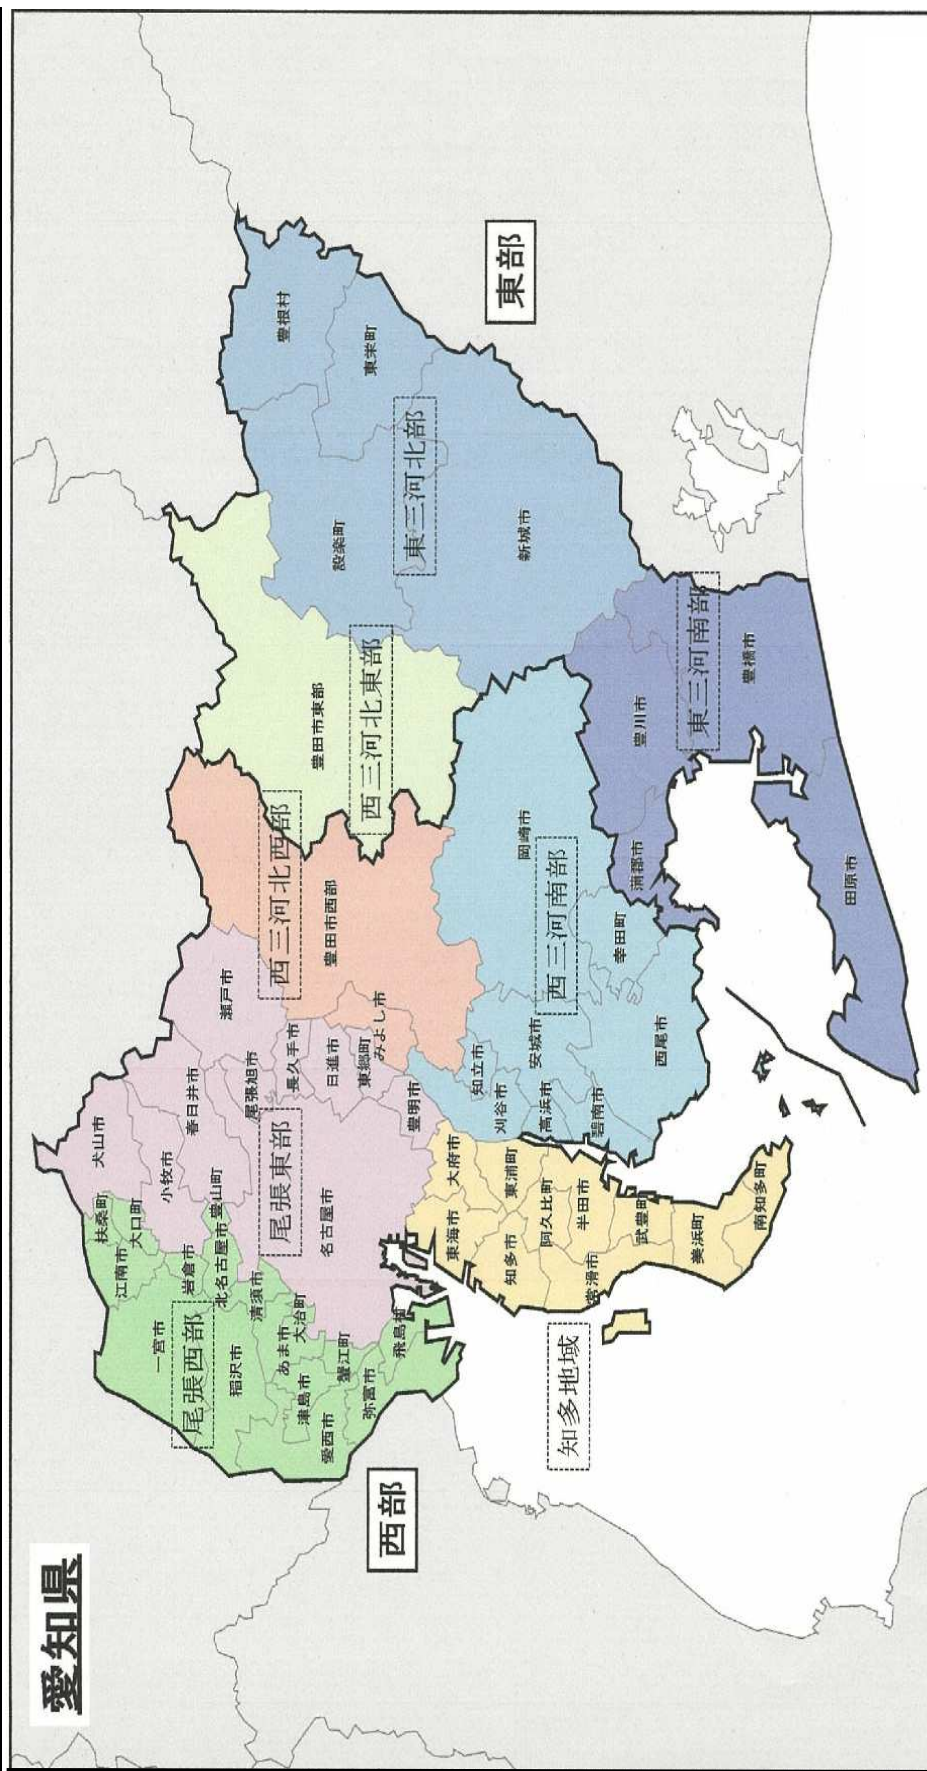 愛知県
西部
東部
尾張西部
一宮市
扶桑町
江南市
大口町
岩倉市
北名古屋市
稲沢市
清須市
あま市
大治町
津島市
愛西市
蟹江町
弥富市
飛島村
尾張東部
犬山市
小牧市
春日井市
豊山町
瀬戸市
尾張旭市
長久手市
名古屋市
日進市
東郷町
豊明市
知多地域
大府市
東海市
東浦町
知多市
阿久比町
半田市
常滑市
武豊町
美浜町
南知多町
西三河北西部
豊田市西部
みよし市
西三河北東部
豊田市東部
西三河南部
岡崎市
知立市
刈谷市
安城市
高浜市
碧南市
幸田町
西尾市
東三河北部
豊根村
東栄町
設楽町
新城市
東三河南部
豊川市
蒲郡市
豊橋市
田原市